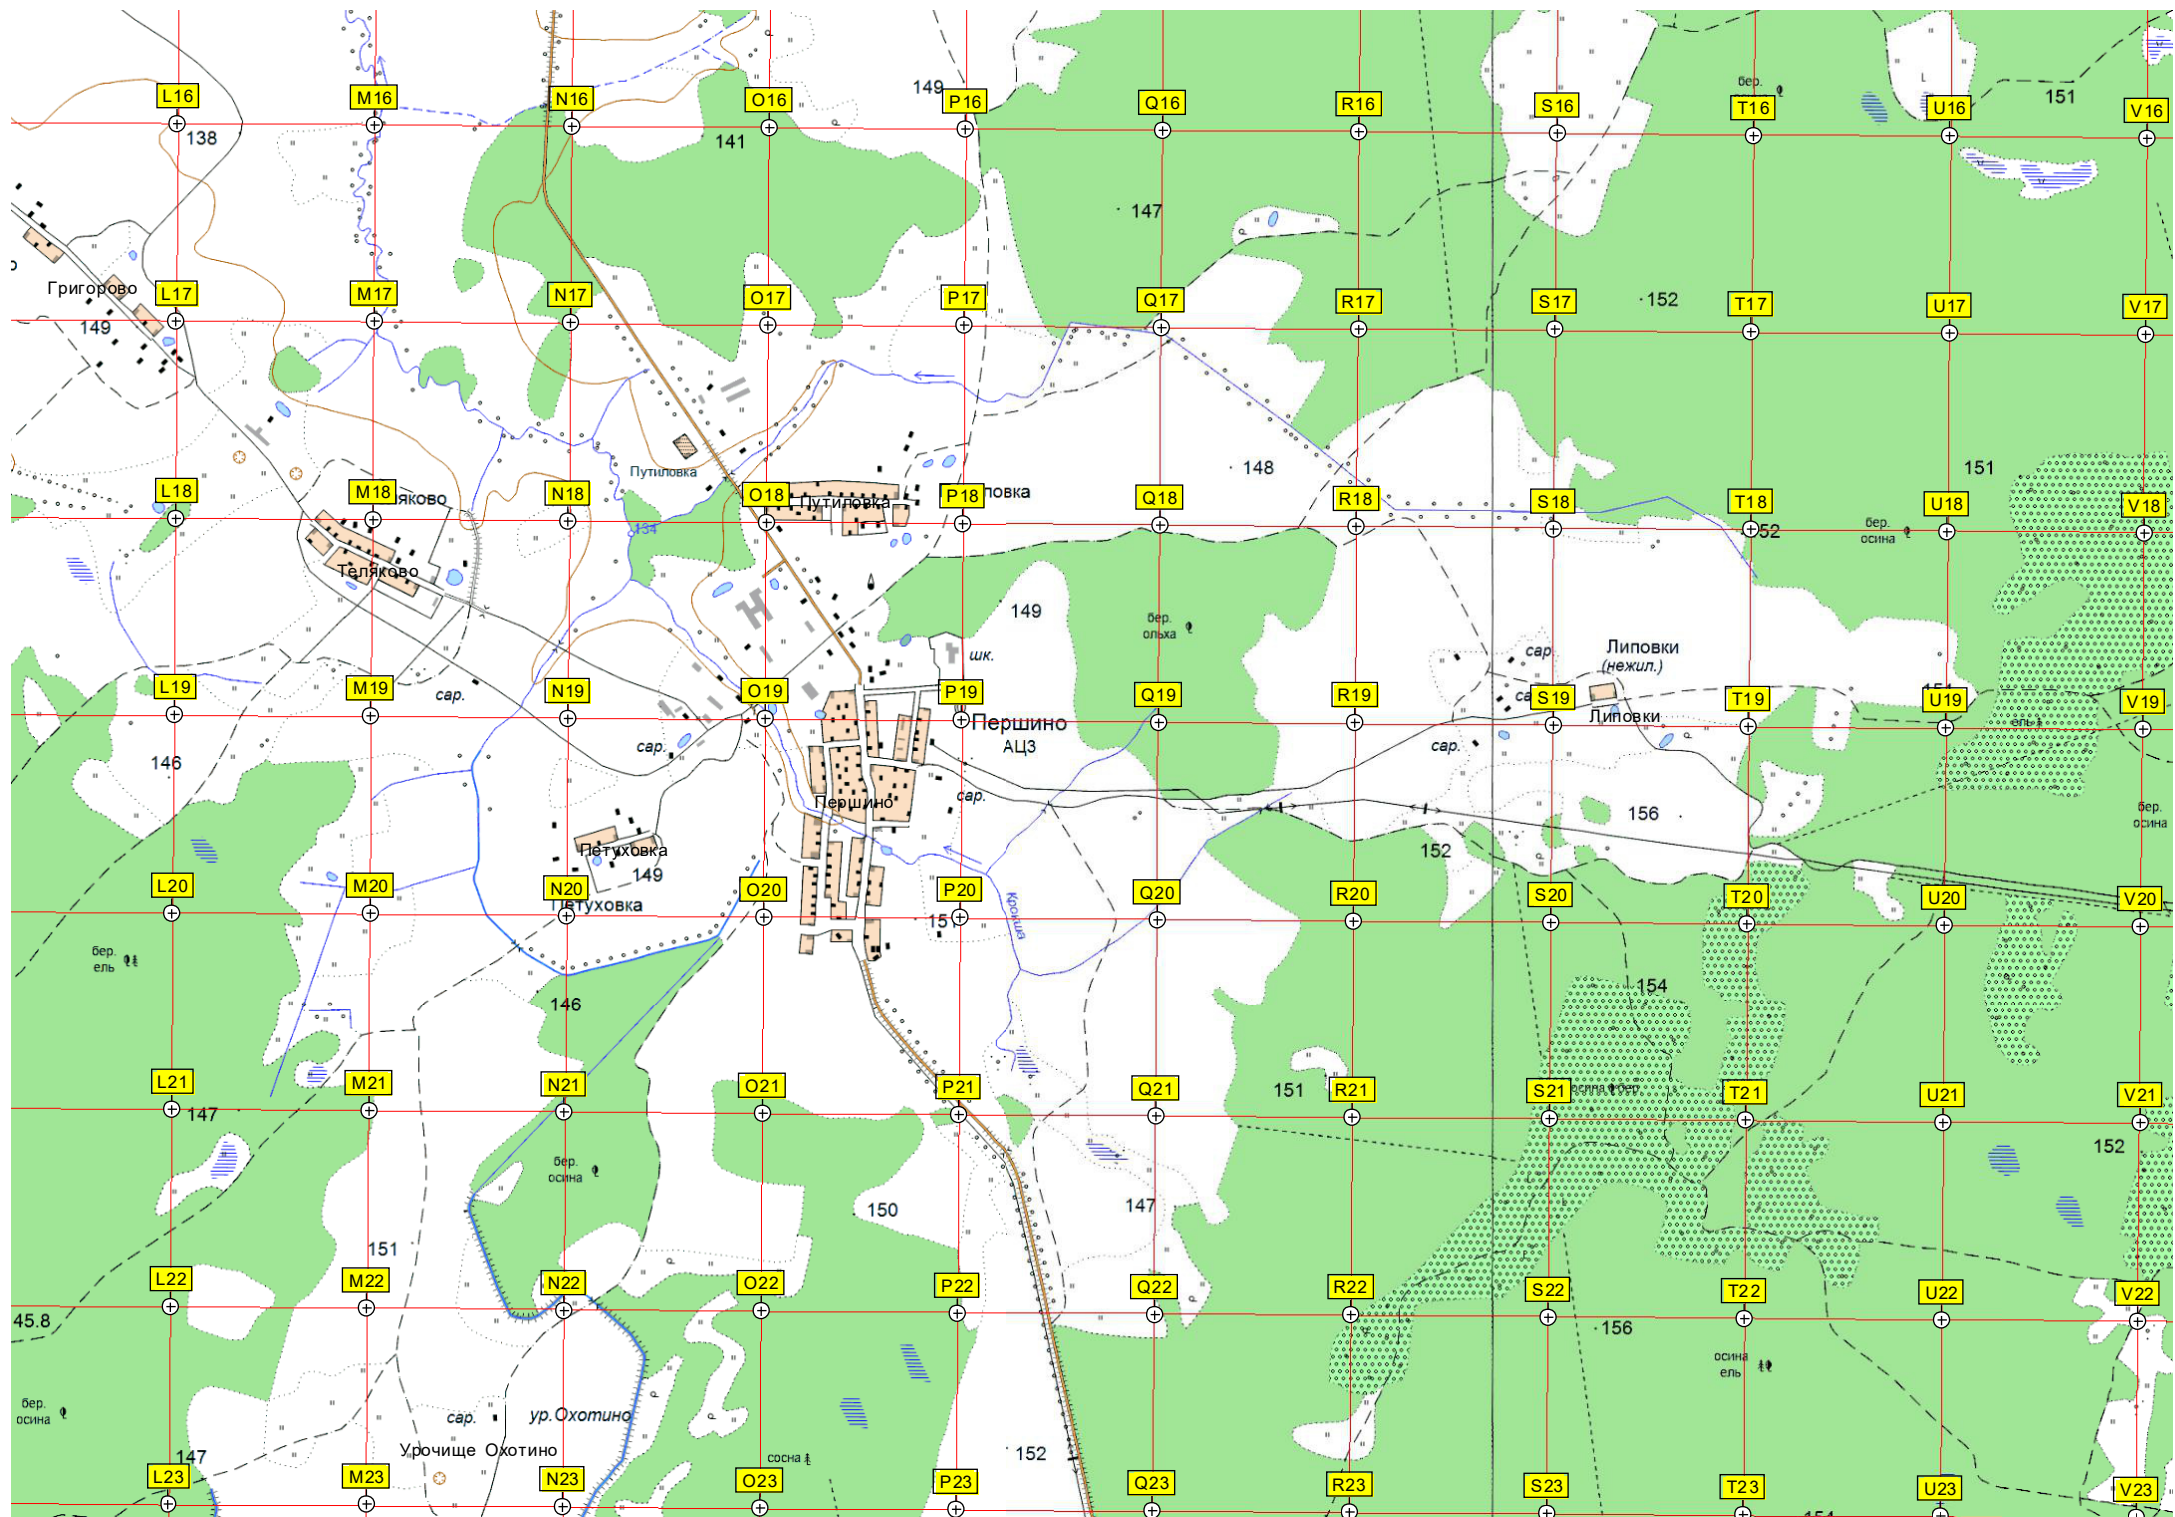 бер.
149
L16
M16
N16
O16
P16
Q16
R16
S16
T16
U16
151
V16
138
141
147
Григорово
149
L17
M17
N17
O17
P17
Q17
R17
S17
152
T17
U17
V17
148
151
Путиловка
L18
M18
N18
O18
Путиловка
P18
Q18
R18
S18
T18
U18
V18
134
бер.
осина
Теляково
149
бер.
ольха
шк.
сар.
Липовки
(нежил.)
L19
M19
сар.
N19
O19
P19
Q19
R19
S19
T19
U19
V19
Першино
АЦ3
Липовки
сар.
сар.
146
сар.
Першино
156
бер.
осина
Петуховка
149
152
L20
M20
N20
O20
P20
Q20
R20
S20
T20
U20
V20
Петуховка
151
Крокша
бер.
ель
146
154
L21
M21
N21
O21
P21
Q21
151
R21
S21
осина бер.
T21
U21
V21
147
152
бер.
осина
150
147
151
L22
M22
N22
O22
P22
Q22
R22
S22
T22
U22
V22
45.8
156
осина
ель
бер.
осина
сар.
ур.Охотино
Урочище Охотино
147
152
сосна
L23
M23
N23
O23
P23
Q23
R23
S23
T23
U23
V23